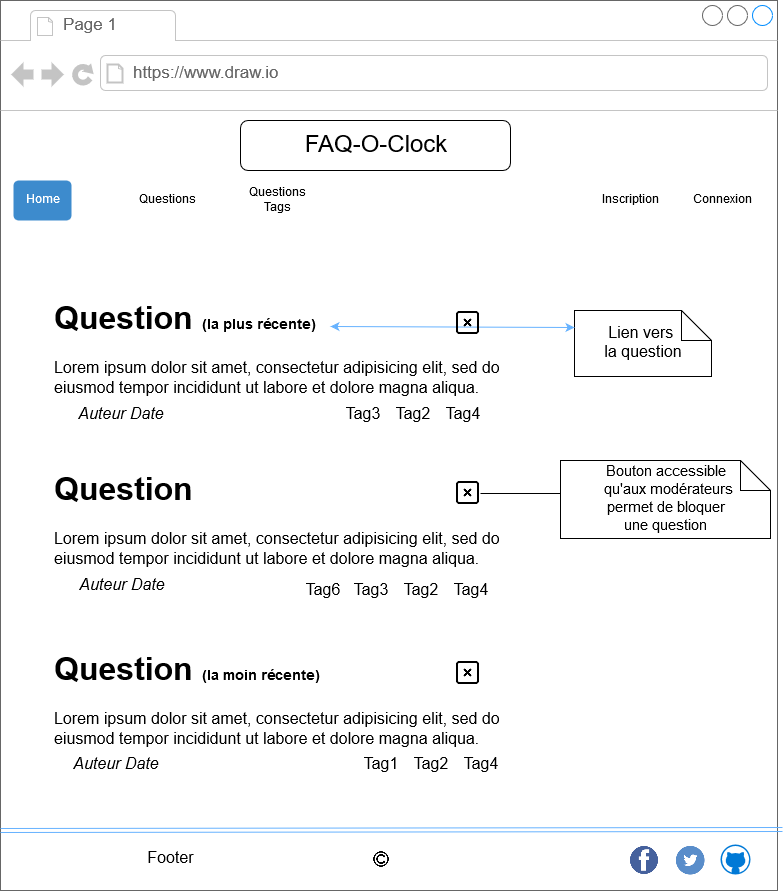 Page 1
https://www.draw.io
FAQ-O-Clock
Home
Questions
Questions
Tags
Inscription
Connexion
Question (la plus récente)
Lien vers
la question
Lorem ipsum dolor sit amet, consectetur adipisicing elit, sed do
eiusmod tempor incididunt ut labore et dolore magna aliqua.
Auteur Date
Tag3 Tag2 Tag4
Question
Bouton accessible
qu'aux modérateurs
permet de bloquer
une question
Lorem ipsum dolor sit amet, consectetur adipisicing elit, sed do
eiusmod tempor incididunt ut labore et dolore magna aliqua.
Auteur Date
Tag6 Tag3 Tag2 Tag4
Question (la moin récente)
Lorem ipsum dolor sit amet, consectetur adipisicing elit, sed do
eiusmod tempor incididunt ut labore et dolore magna aliqua.
Auteur Date
Tag1 Tag2 Tag4
Footer
©